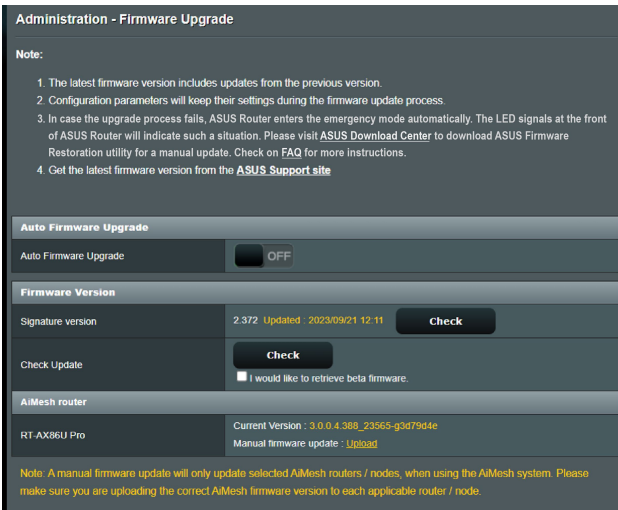 Administration - Firmware Upgrade
Note:
1. The latest firmware version includes updates from the previous version.
2. Configuration parameters will keep their settings during the firmware update process.
3. In case the upgrade process fails, ASUS Router enters the emergency mode automatically. The LED signals at the front
of ASUS Router will indicate such a situation. Please visit ASUS Download Center to download ASUS Firmware
Restoration utility for a manual update. Check on FAQ for more instructions.
4. Get the latest firmware version from the ASUS Support site
Auto Firmware Upgrade
Auto Firmware Upgrade OFF
Firmware Version
Signature version 2.372 Updated : 2023/09/21 12:11 Check
Check Update Check
I would like to retrieve beta firmware.
AiMesh router
RT-AX86U Pro Current Version : 3.0.0.4.388_23565-g3d79d4e
Manual firmware update : Upload
Note: A manual firmware update will only update selected AiMesh routers / nodes, when using the AiMesh system. Please
make sure you are uploading the correct AiMesh firmware version to each applicable router / node.